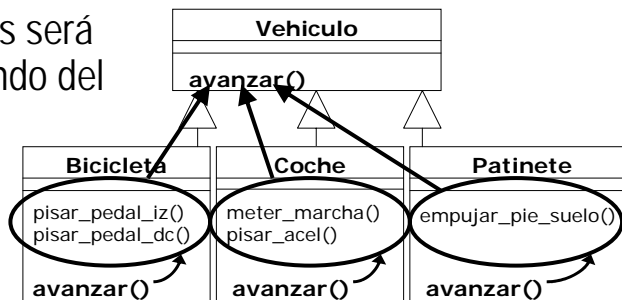 s será
ndo del
Vehiculo
avanzar()
Bicicleta
pisar_pedal_iz()
pisar_pedal_dc()
avanzar()
Coche
meter_marcha()
pisar_acel()
avanzar()
Patinete
empujar_pie_suelo()
avanzar()